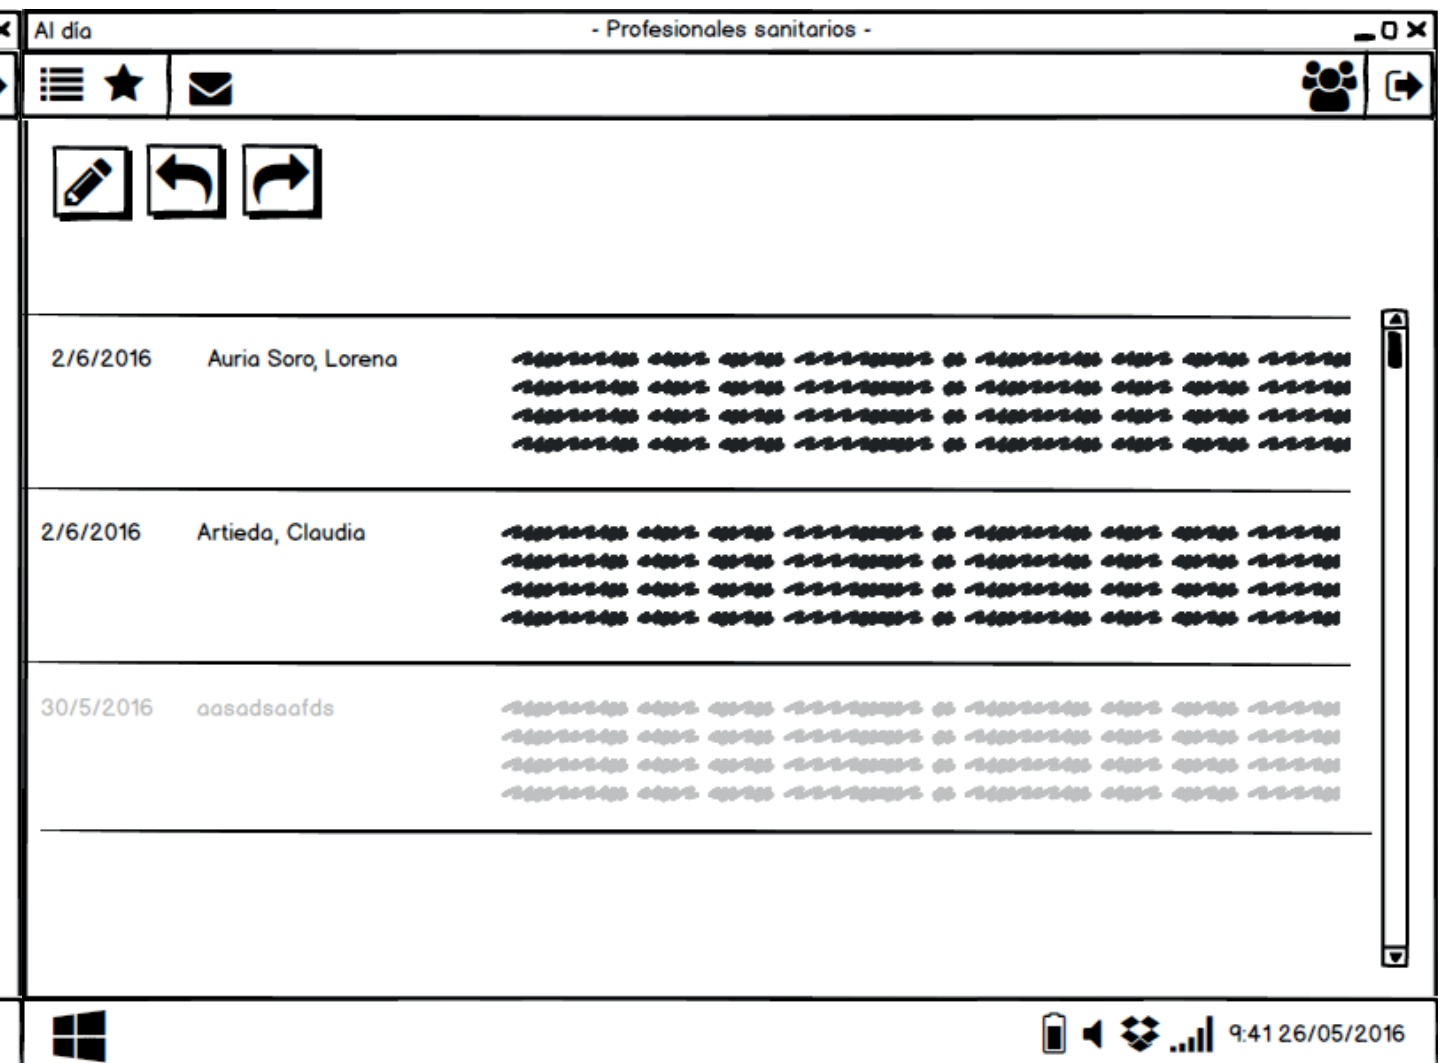 Al día
- Profesionales sanitarios -
2/6/2016 Auria Soro, Lorena
2/6/2016 Artieda, Claudia
30/5/2016 aasadsaafds
9:41 26/05/2016